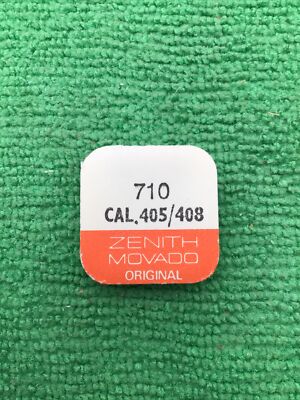 710
CAL.405/408
ZENITH
MOVADO
ORIGINAL